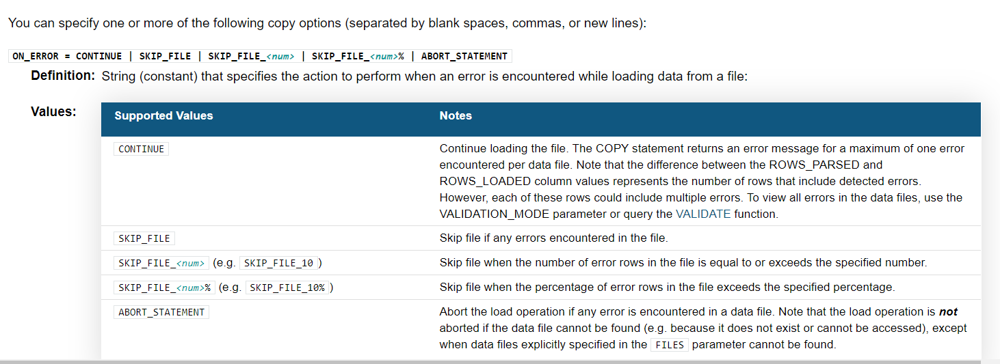 You can specify one or more of the following copy options (separated by blank spaces, commas, or new lines):
ON_ERROR = CONTINUE | SKIP_FILE | SKIP_FILE_<num> | SKIP_FILE_<num>% | ABORT_STATEMENT
Definition: String (constant) that specifies the action to perform when an error is encountered while loading data from a file:
Values:
Supported Values Notes
CONTINUE Continue loading the file. The COPY statement returns an error message for a maximum of one error
encountered per data file. Note that the difference between the ROWS_PARSED and
ROWS_LOADED column values represents the number of rows that include detected errors.
However, each of these rows could include multiple errors. To view all errors in the data files, use the
VALIDATION_MODE parameter or query the VALIDATE function.
SKIP_FILE Skip file if any errors encountered in the file.
SKIP_FILE_<num> (e.g. SKIP_FILE_10 ) Skip file when the number of error rows in the file is equal to or exceeds the specified number.
SKIP_FILE_<num>% (e.g. SKIP_FILE_10% ) Skip file when the percentage of error rows in the file exceeds the specified percentage.
ABORT_STATEMENT Abort the load operation if any error is encountered in a data file. Note that the load operation is not
aborted if the data file cannot be found (e.g. because it does not exist or cannot be accessed), except
when data files explicitly specified in the FILES parameter cannot be found.